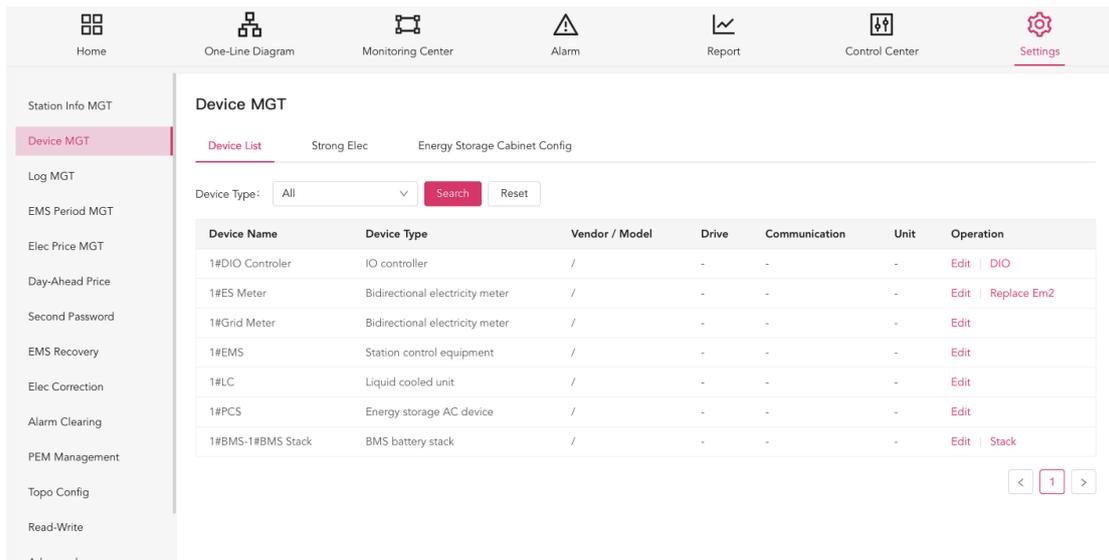 Home One-Line Diagram Monitoring Center Alarm Report Control Center Settings
Station Info MGT
Device MGT
Log MGT
EMS Period MGT
Elec Price MGT
Day-Ahead Price
Second Password
EMS Recovery
Elec Correction
Alarm Clearing
PEM Management
Topo Config
Read-Write
Device MGT
Device List Strong Elec Energy Storage Cabinet Config
Device Type: All Search Reset
Device Name Device Type Vendor / Model Drive Communication Unit Operation
1#DIO Controler IO controller / - - - Edit | DIO
1#ES Meter Bidirectional electricity meter / - - - Edit | Replace Em2
1#Grid Meter Bidirectional electricity meter / - - - Edit
1#EMS Station control equipment / - - - Edit
1#LC Liquid cooled unit / - - - Edit
1#PCS Energy storage AC device / - - - Edit
1#BMS-1#BMS Stack BMS battery stack / - - - Edit | Stack
< 1 >